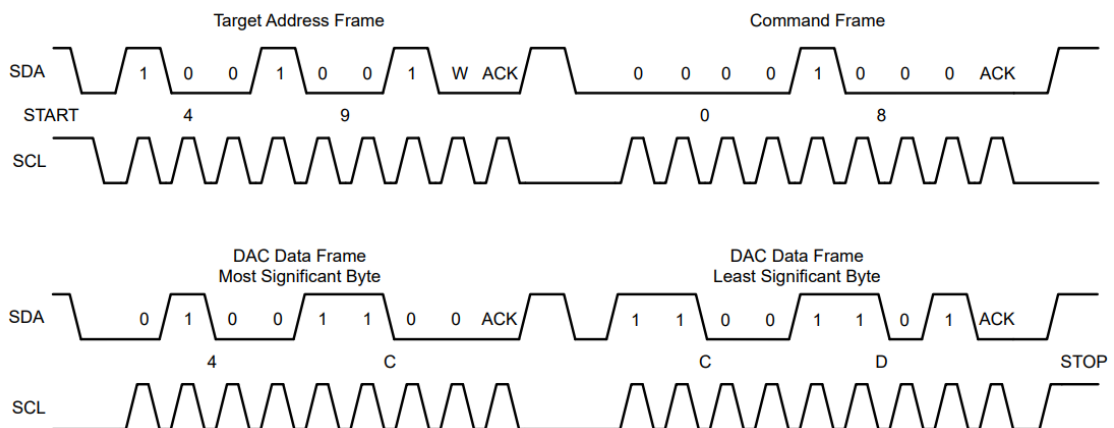 Target Address Frame Command Frame
SDA 1 0 0 1 0 0 1 W ACK 0 0 0 0 1 0 0 0 ACK
START 4 9 0 8
SCL
DAC Data Frame DAC Data Frame
Most Significant Byte Least Significant Byte
SDA 0 1 0 0 1 1 0 0 ACK 1 1 0 0 1 1 0 1 ACK
4 C C D STOP
SCL